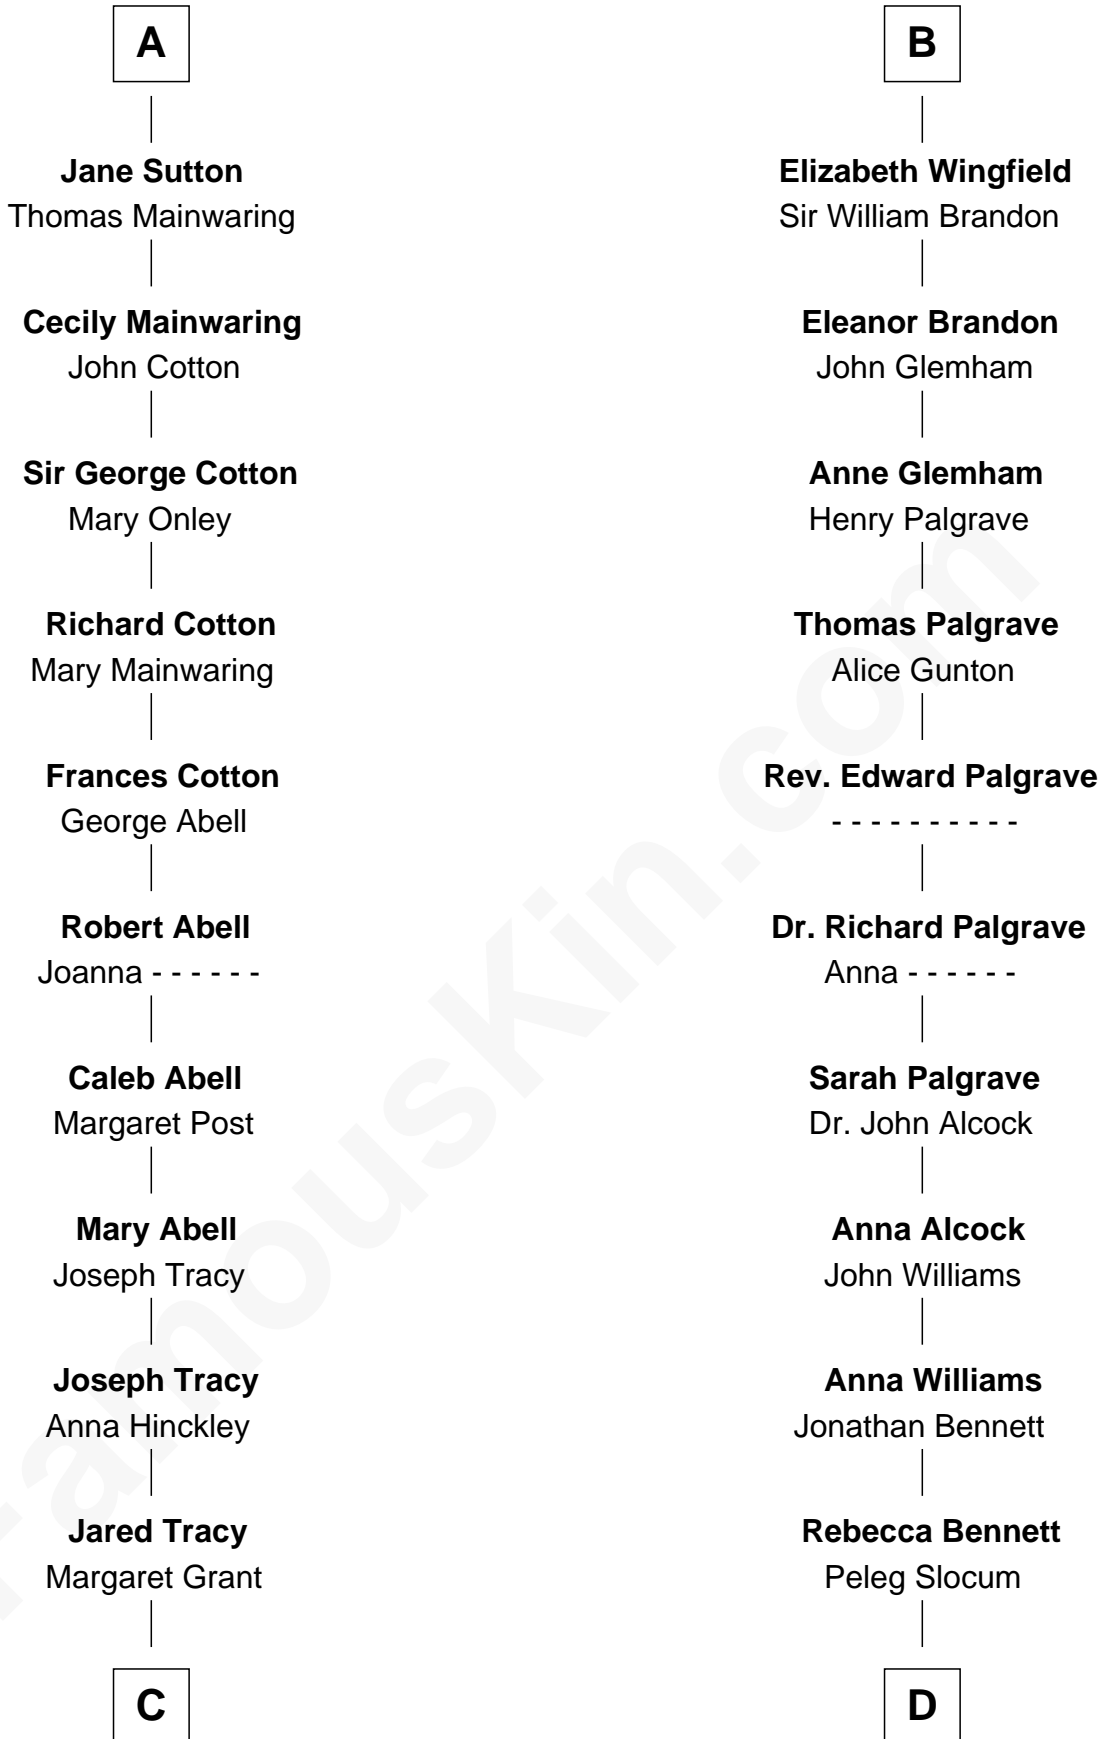 A
Jane Sutton
Thomas Mainwaring
Cecily Mainwaring
John Cotton
Sir George Cotton
Mary Onley
Richard Cotton
Mary Mainwaring
Frances Cotton
George Abell
Robert Abell
Joanna - - - - - -
Caleb Abell
Margaret Post
Mary Abell
Joseph Tracy
Joseph Tracy
Anna Hinckley
Jared Tracy
Margaret Grant
C
B
Elizabeth Wingfield
Sir William Brandon
Eleanor Brandon
John Glemham
Anne Glemham
Henry Palgrave
Thomas Palgrave
Alice Gunton
Rev. Edward Palgrave
- - - - - - - - - -
Dr. Richard Palgrave
Anna - - - - - -
Sarah Palgrave
Dr. John Alcock
Anna Alcock
John Williams
Anna Williams
Jonathan Bennett
Rebecca Bennett
Peleg Slocum
D
FamousKin.com